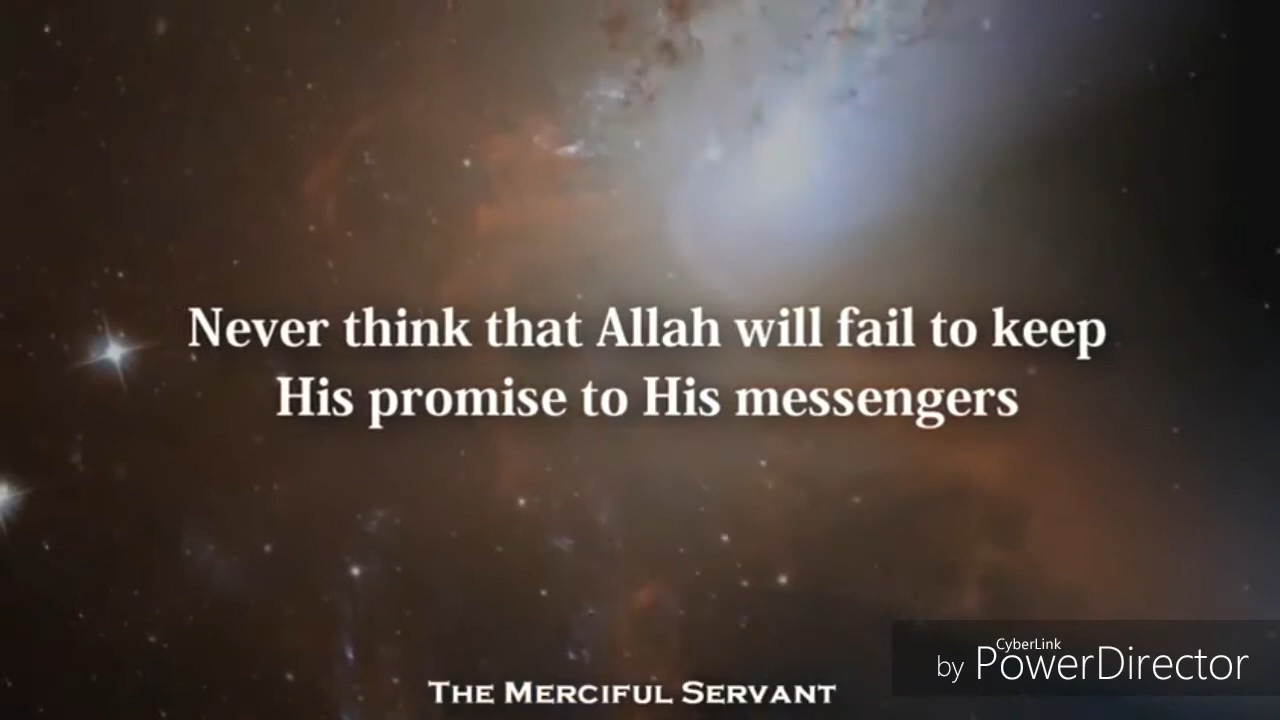 Never think that Allah will fail to keep
His promise to His messengers
CyberLink
by PowerDirector
THE MERCIFUL SERVANT